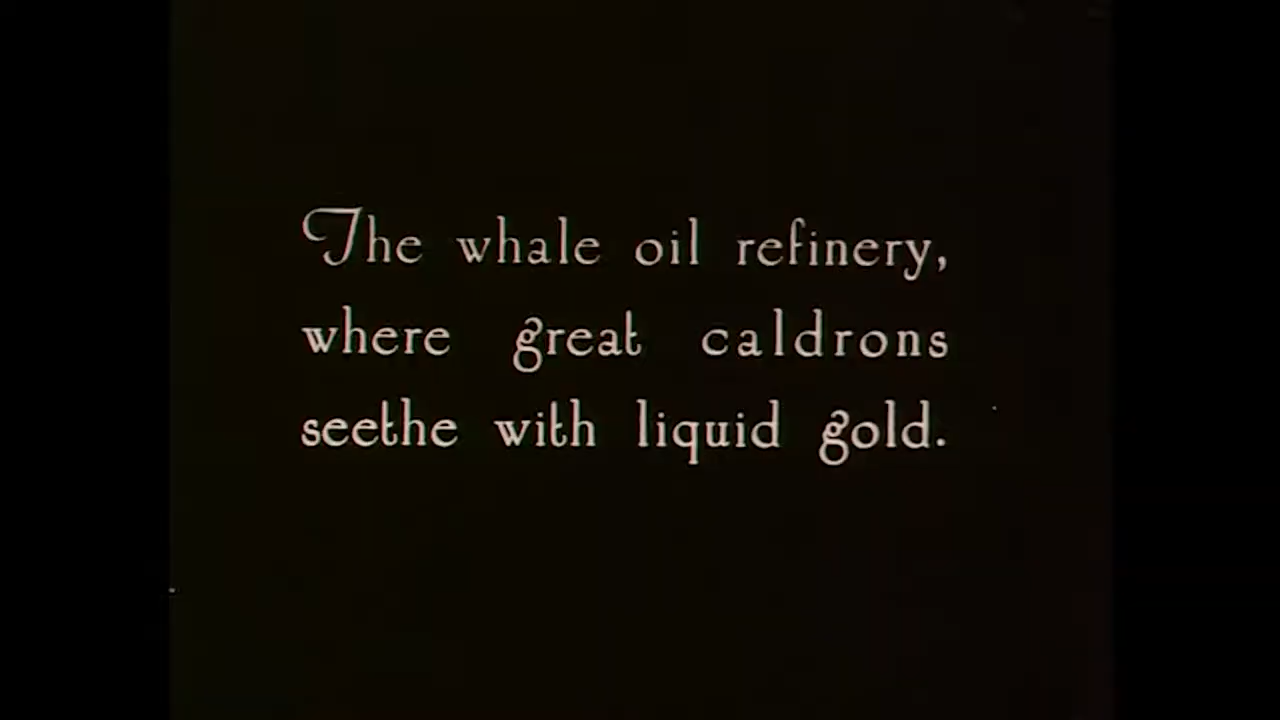 The whale oil refinery,
where great caldrons
seethe with liquid gold.